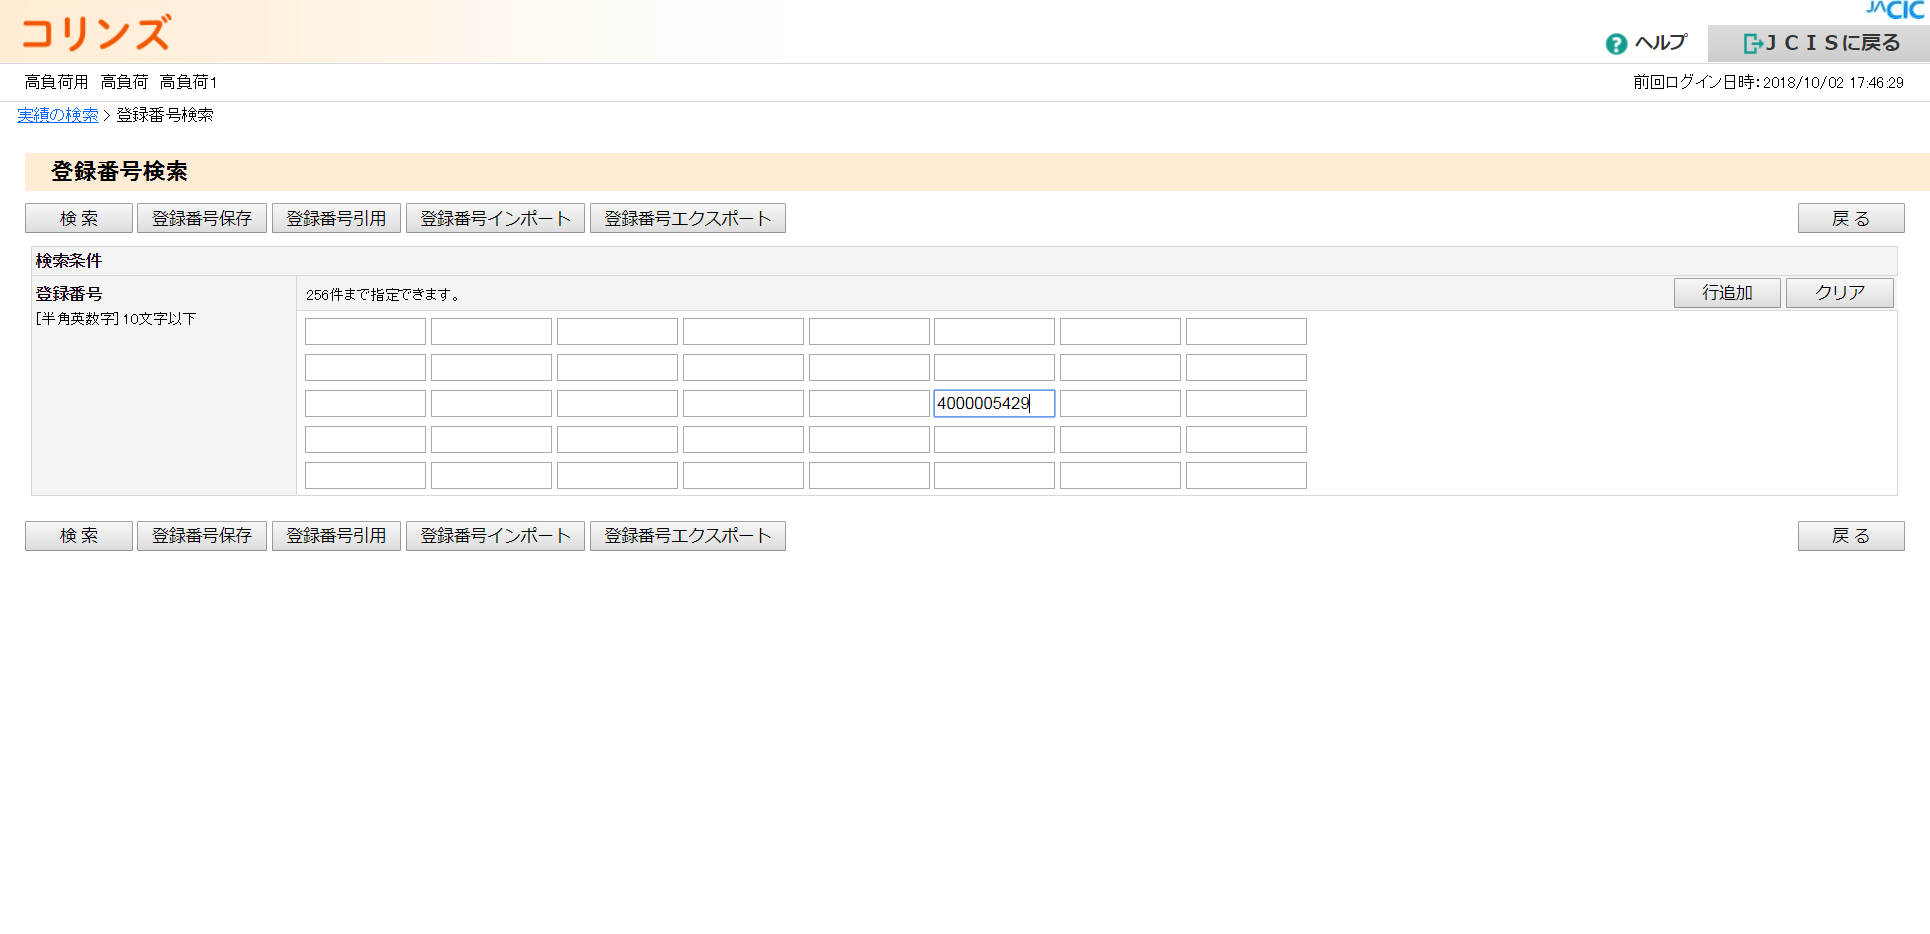 JACIC
コリンズ
? ヘルプ
ＪＣＩＳに戻る
高負荷用 高負荷 高負荷1
前回ログイン日時：2018/10/02 17:46:29
実績の検索 > 登録番号検索
登録番号検索
検 索 登録番号保存 登録番号引用 登録番号インポート 登録番号エクスポート 戻 る
検索条件
登録番号
[半角英数字] 10文字以下
256件まで指定できます。
行追加 クリア
4000005429
検 索 登録番号保存 登録番号引用 登録番号インポート 登録番号エクスポート 戻 る